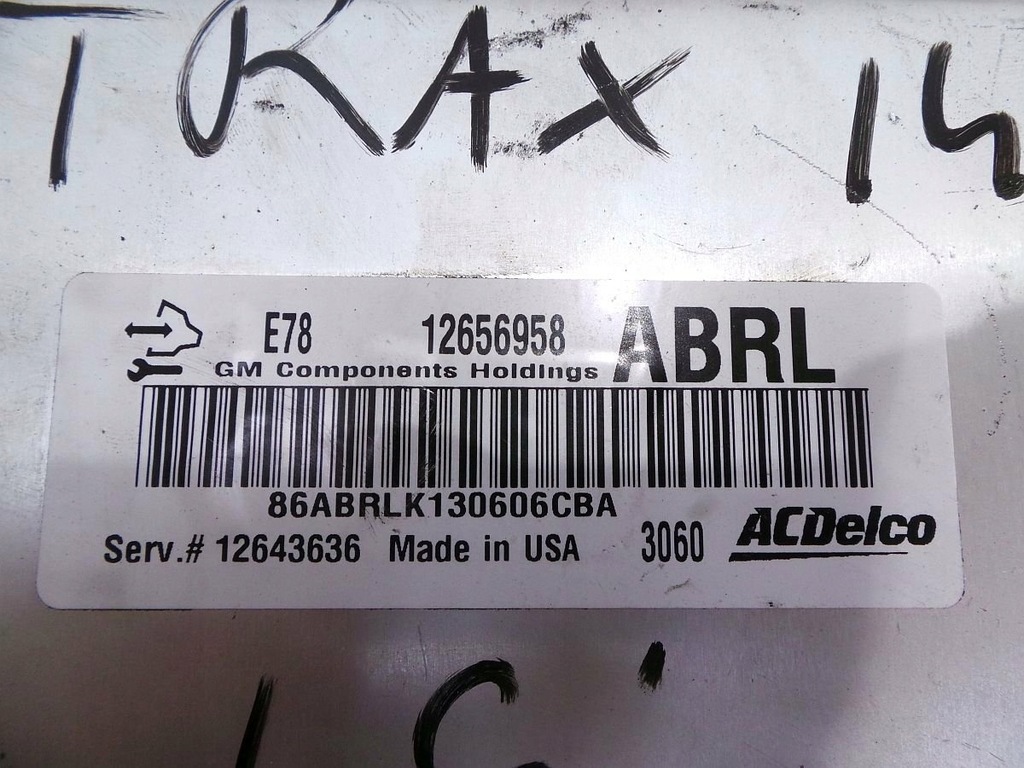 TRAX 14
E78 12656958 ABRL
GM Components Holdings
86ABRLK130606CBA
Serv.# 12643636 Made in USA 3060 ACDelco